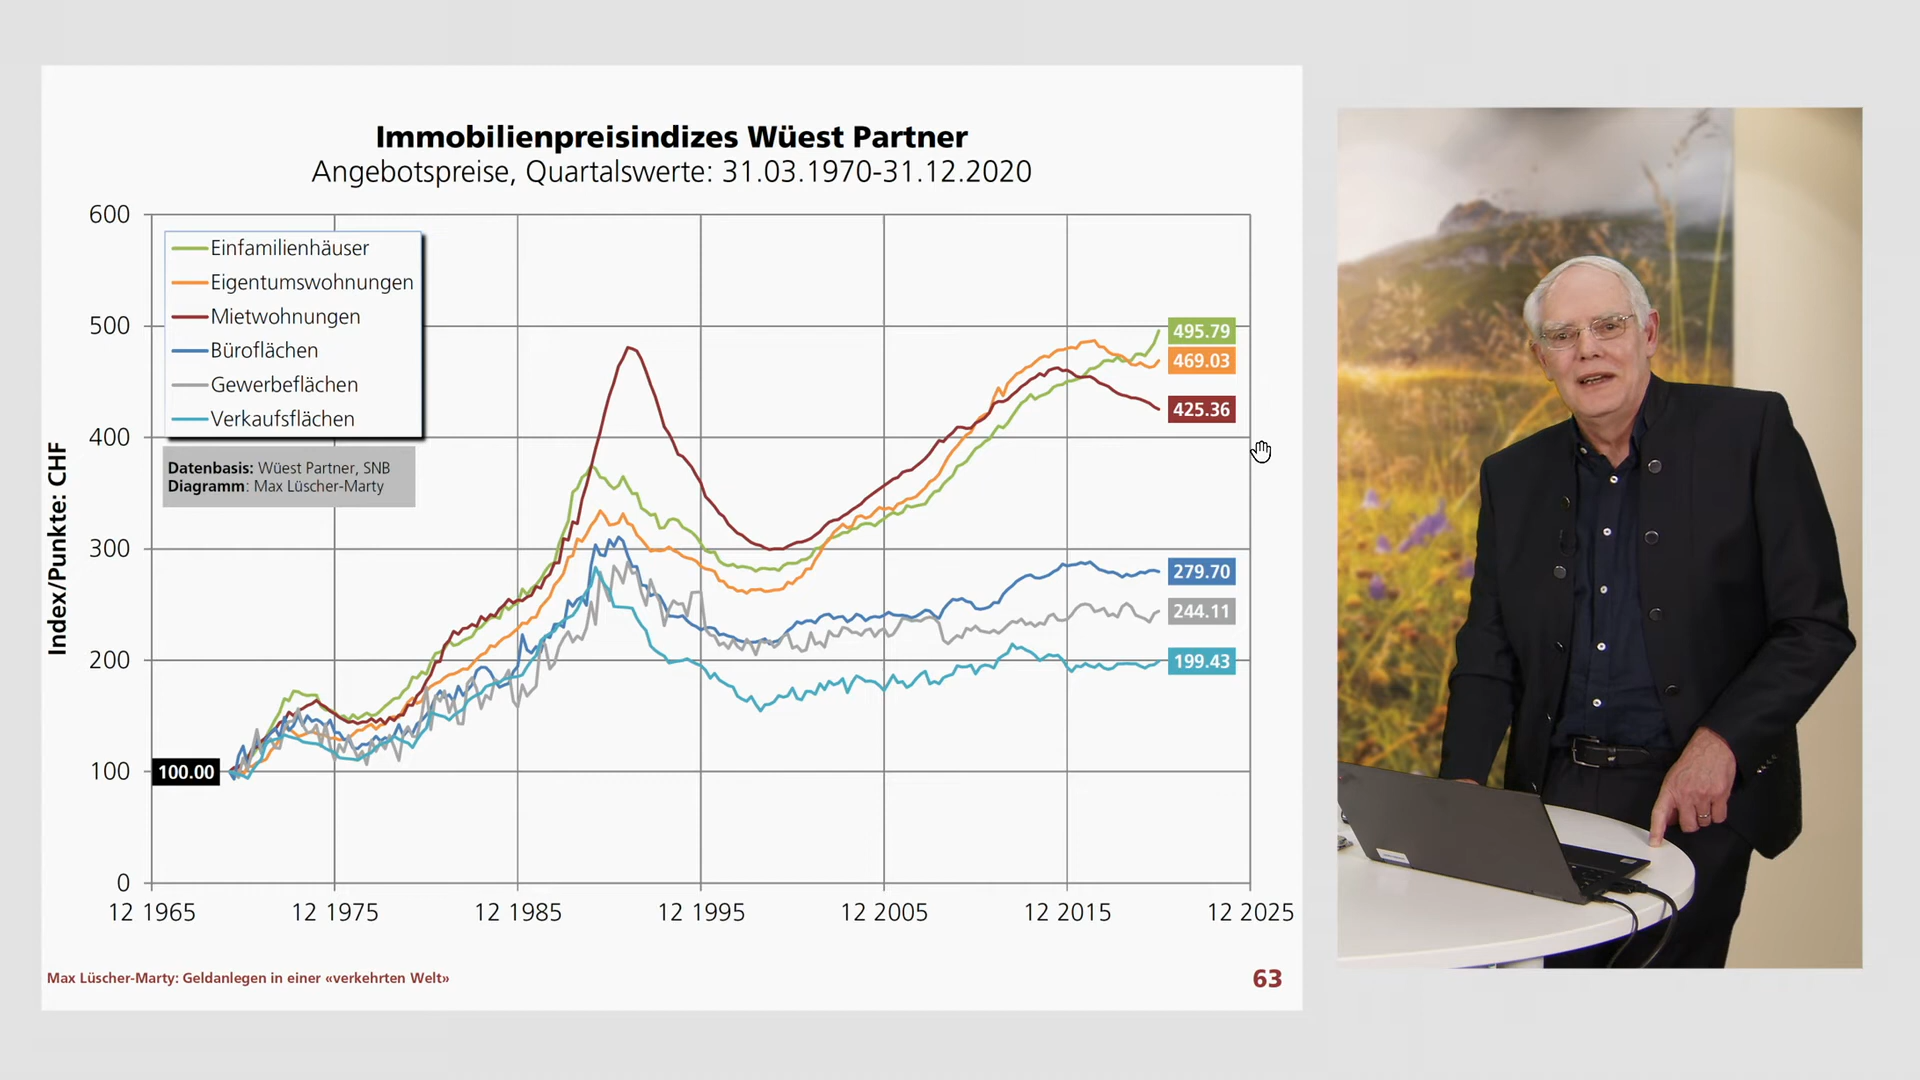 Immobilienpreisindizes Wüest Partner
Angebotspreise, Quartalswerte: 31.03.1970-31.12.2020
Index/Punkte: CHF
600
500
400
300
200
100
0
Einfamilienhäuser
Eigentumswohnungen
Mietwohnungen
Büroflächen
Gewerbeflächen
Verkaufsflächen
Datenbasis: Wüest Partner, SNB
Diagramm: Max Lüscher-Marty
100.00
495.79
469.03
425.36
279.70
244.11
199.43
12 1965 12 1975 12 1985 12 1995 12 2005 12 2015 12 2025
Max Lüscher-Marty: Geldanlegen in einer «verkehrten Welt»
63